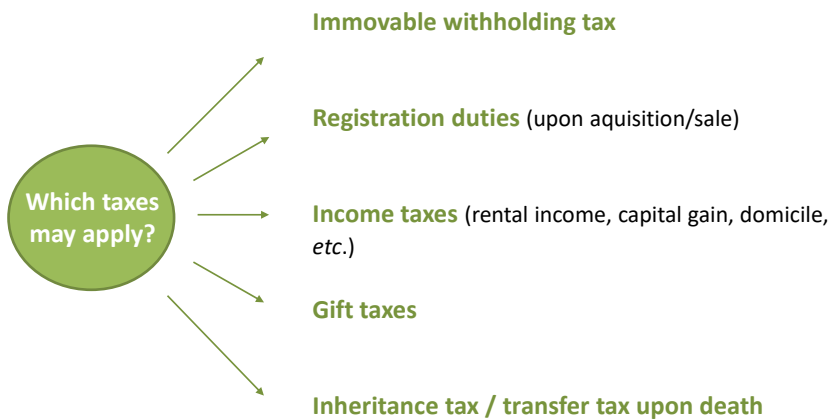 Immovable withholding tax
Registration duties (upon aquisition/sale)
Which taxes
may apply?
Income taxes (rental income, capital gain, domicile,
etc.)
Gift taxes
Inheritance tax / transfer tax upon death